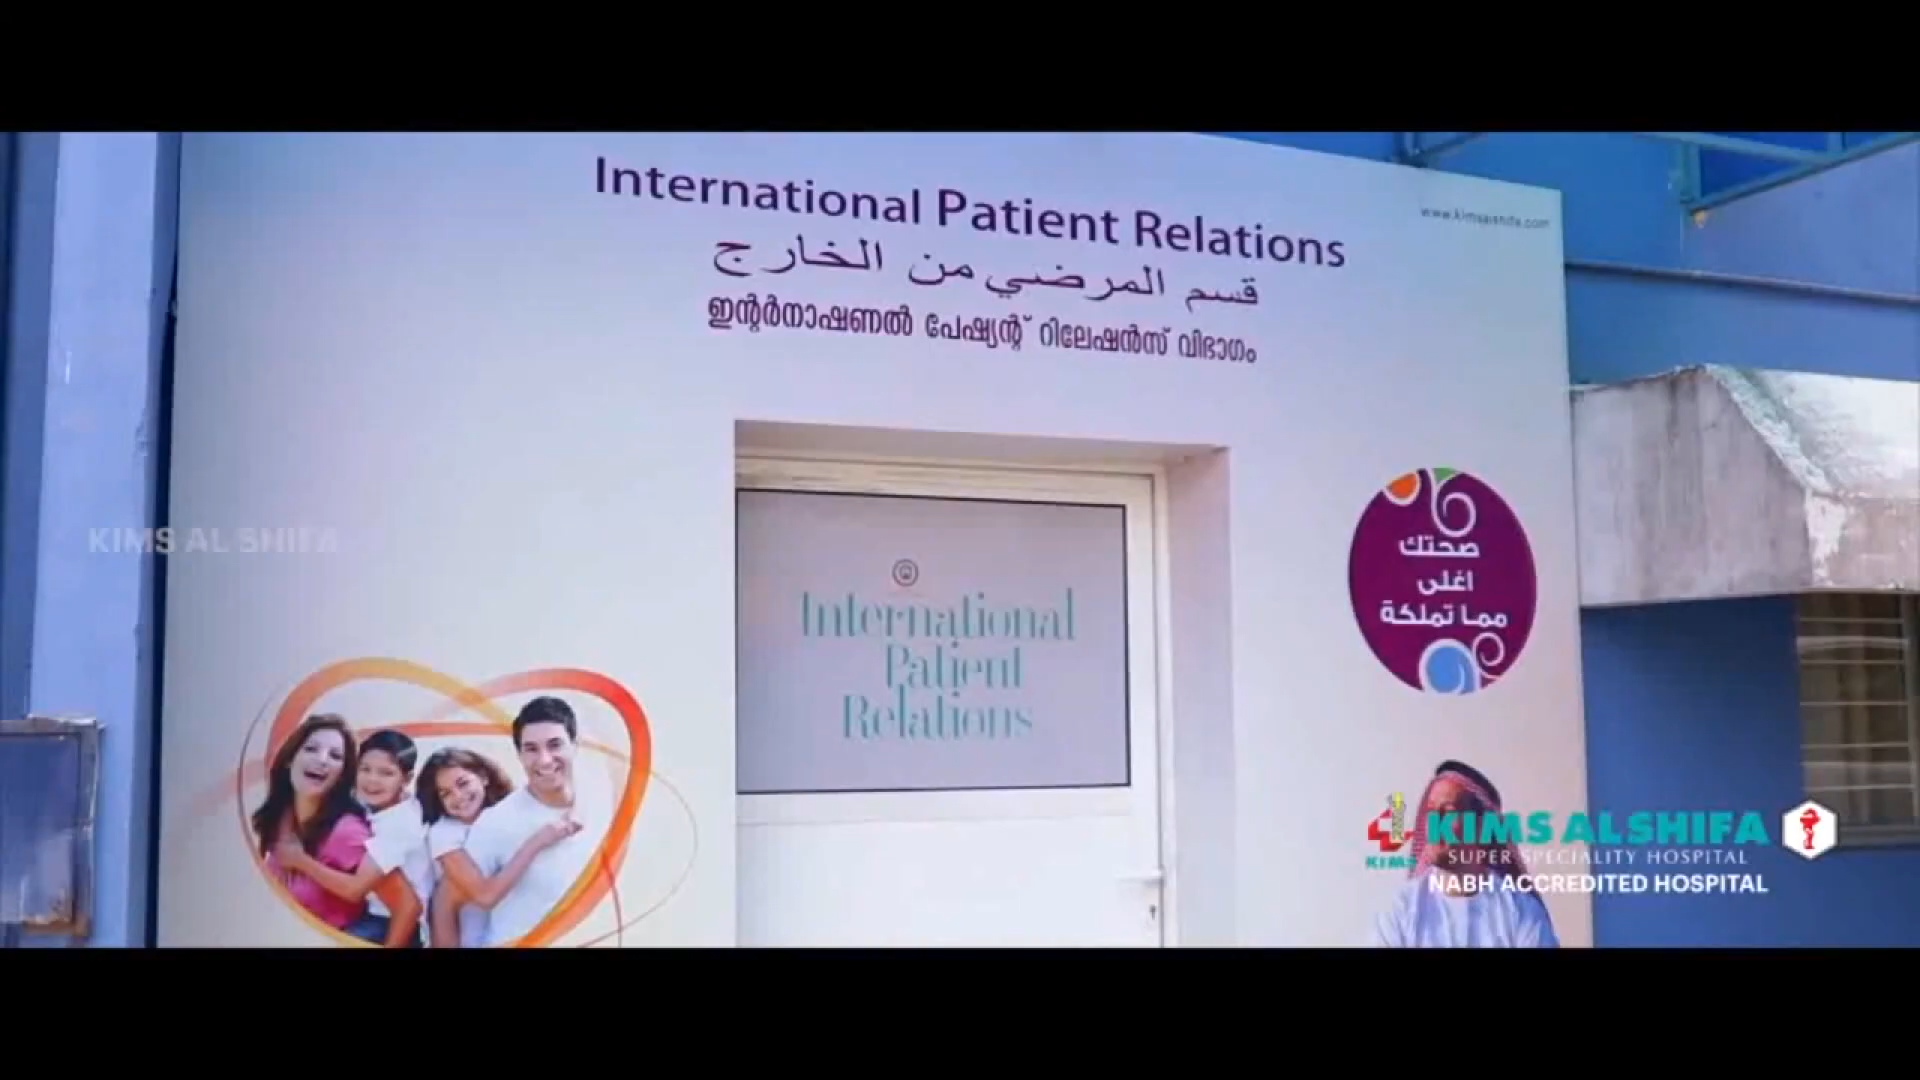 International Patient Relations
www.kimsalshifa.com
قسم المرضي من الخارج
ഇന്റർനാഷണൽ പേഷ്യന്റ് റിലേഷൻസ് വിഭാഗം
KIMS AL SHIFA
International
Patient
Relations
صحتك
اغلى
مما تملكة
KIMS
KIMS ALSHIFA
SUPER SPECIALITY HOSPITAL
NABH ACCREDITED HOSPITAL